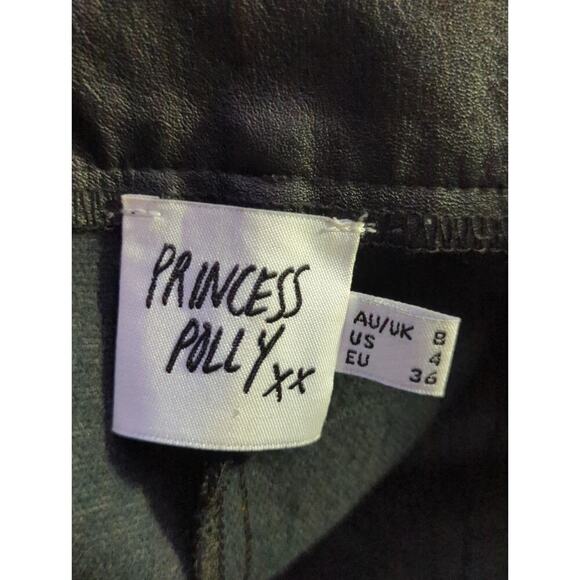 PRINCESS
POLLY xx
AU/UK 8
US 4
EU 36